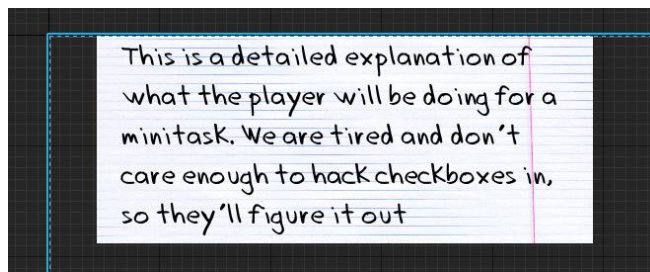 This is a detailed explanation of
what the player will be doing for a
minitask. We are tired and don't
care enough to hack checkboxes in,
so they'll figure it out